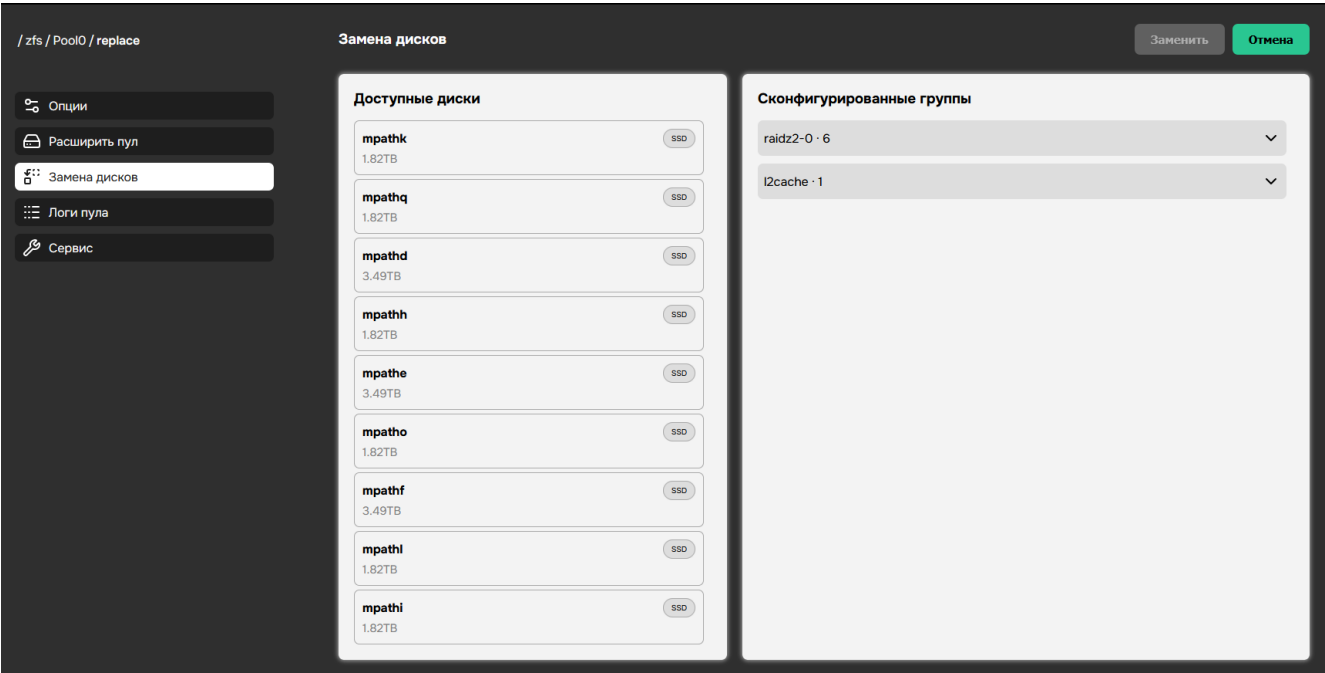 / zfs / Pool0 / replace
Замена дисков
Заменить
Отмена
Опции
Расширить пул
Замена дисков
Логи пула
Сервис
Доступные диски
mpathk
SSD
1.82TB
mpathq
SSD
1.82TB
mpathd
SSD
3.49TB
mpathh
SSD
1.82TB
mpathe
SSD
3.49TB
mpatho
SSD
1.82TB
mpathf
SSD
3.49TB
mpathl
SSD
1.82TB
mpathi
SSD
1.82TB
Сконфигурированные группы
raidz2-0 · 6
l2cache · 1